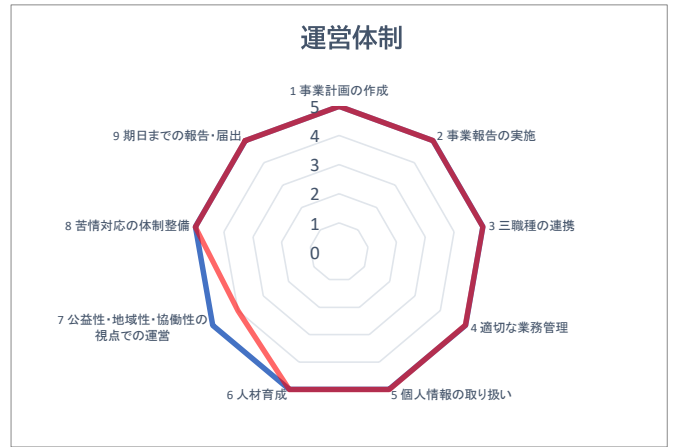 運営体制
1 事業計画の作成
2 事業報告の実施
3 三職種の連携
4 適切な業務管理
5 個人情報の取り扱い
6 人材育成
7 公益性・地域性・協働性の
視点での運営
8 苦情対応の体制整備
9 期日までの報告・届出
5
4
3
2
1
0